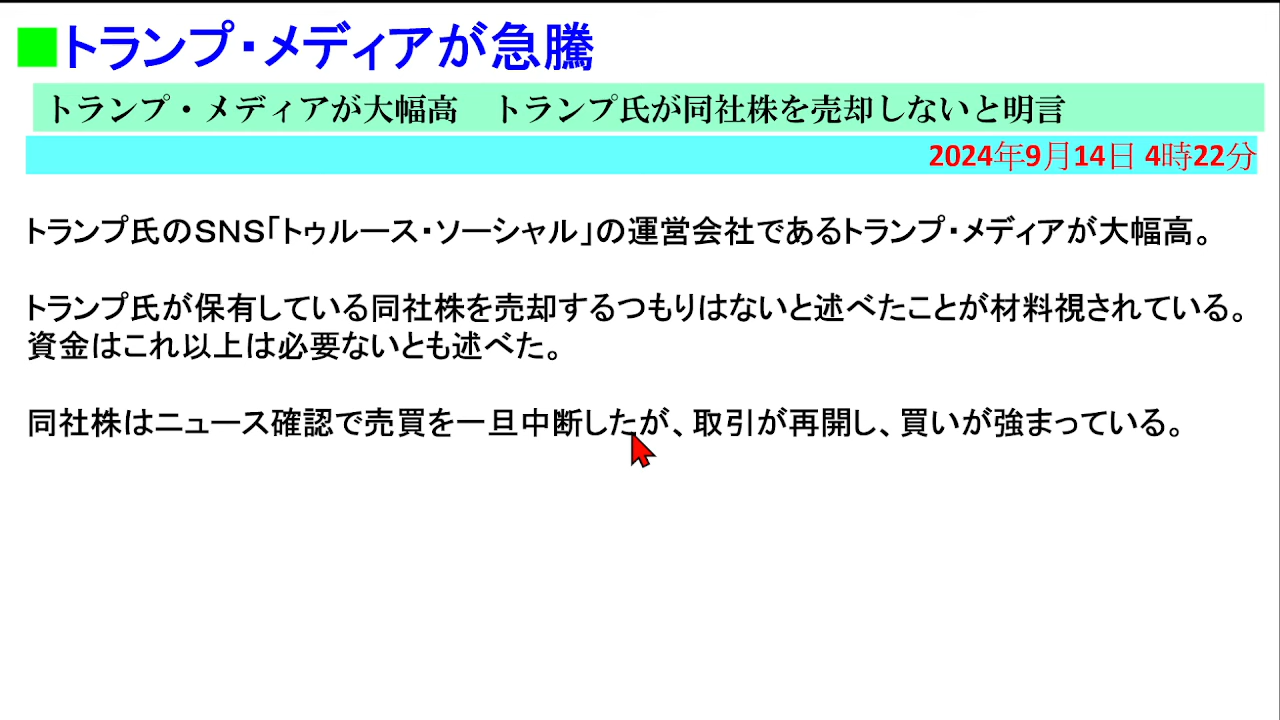 ■トランプ・メディアが急騰
トランプ・メディアが大幅高　トランプ氏が同社株を売却しないと明言
2024年9月14日 4時22分
トランプ氏のSNS「トゥルース・ソーシャル」の運営会社であるトランプ・メディアが大幅高。
トランプ氏が保有している同社株を売却するつもりはないと述べたことが材料視されている。
資金はこれ以上は必要ないとも述べた。
同社株はニュース確認で売買を一旦中断したが、取引が再開し、買いが強まっている。